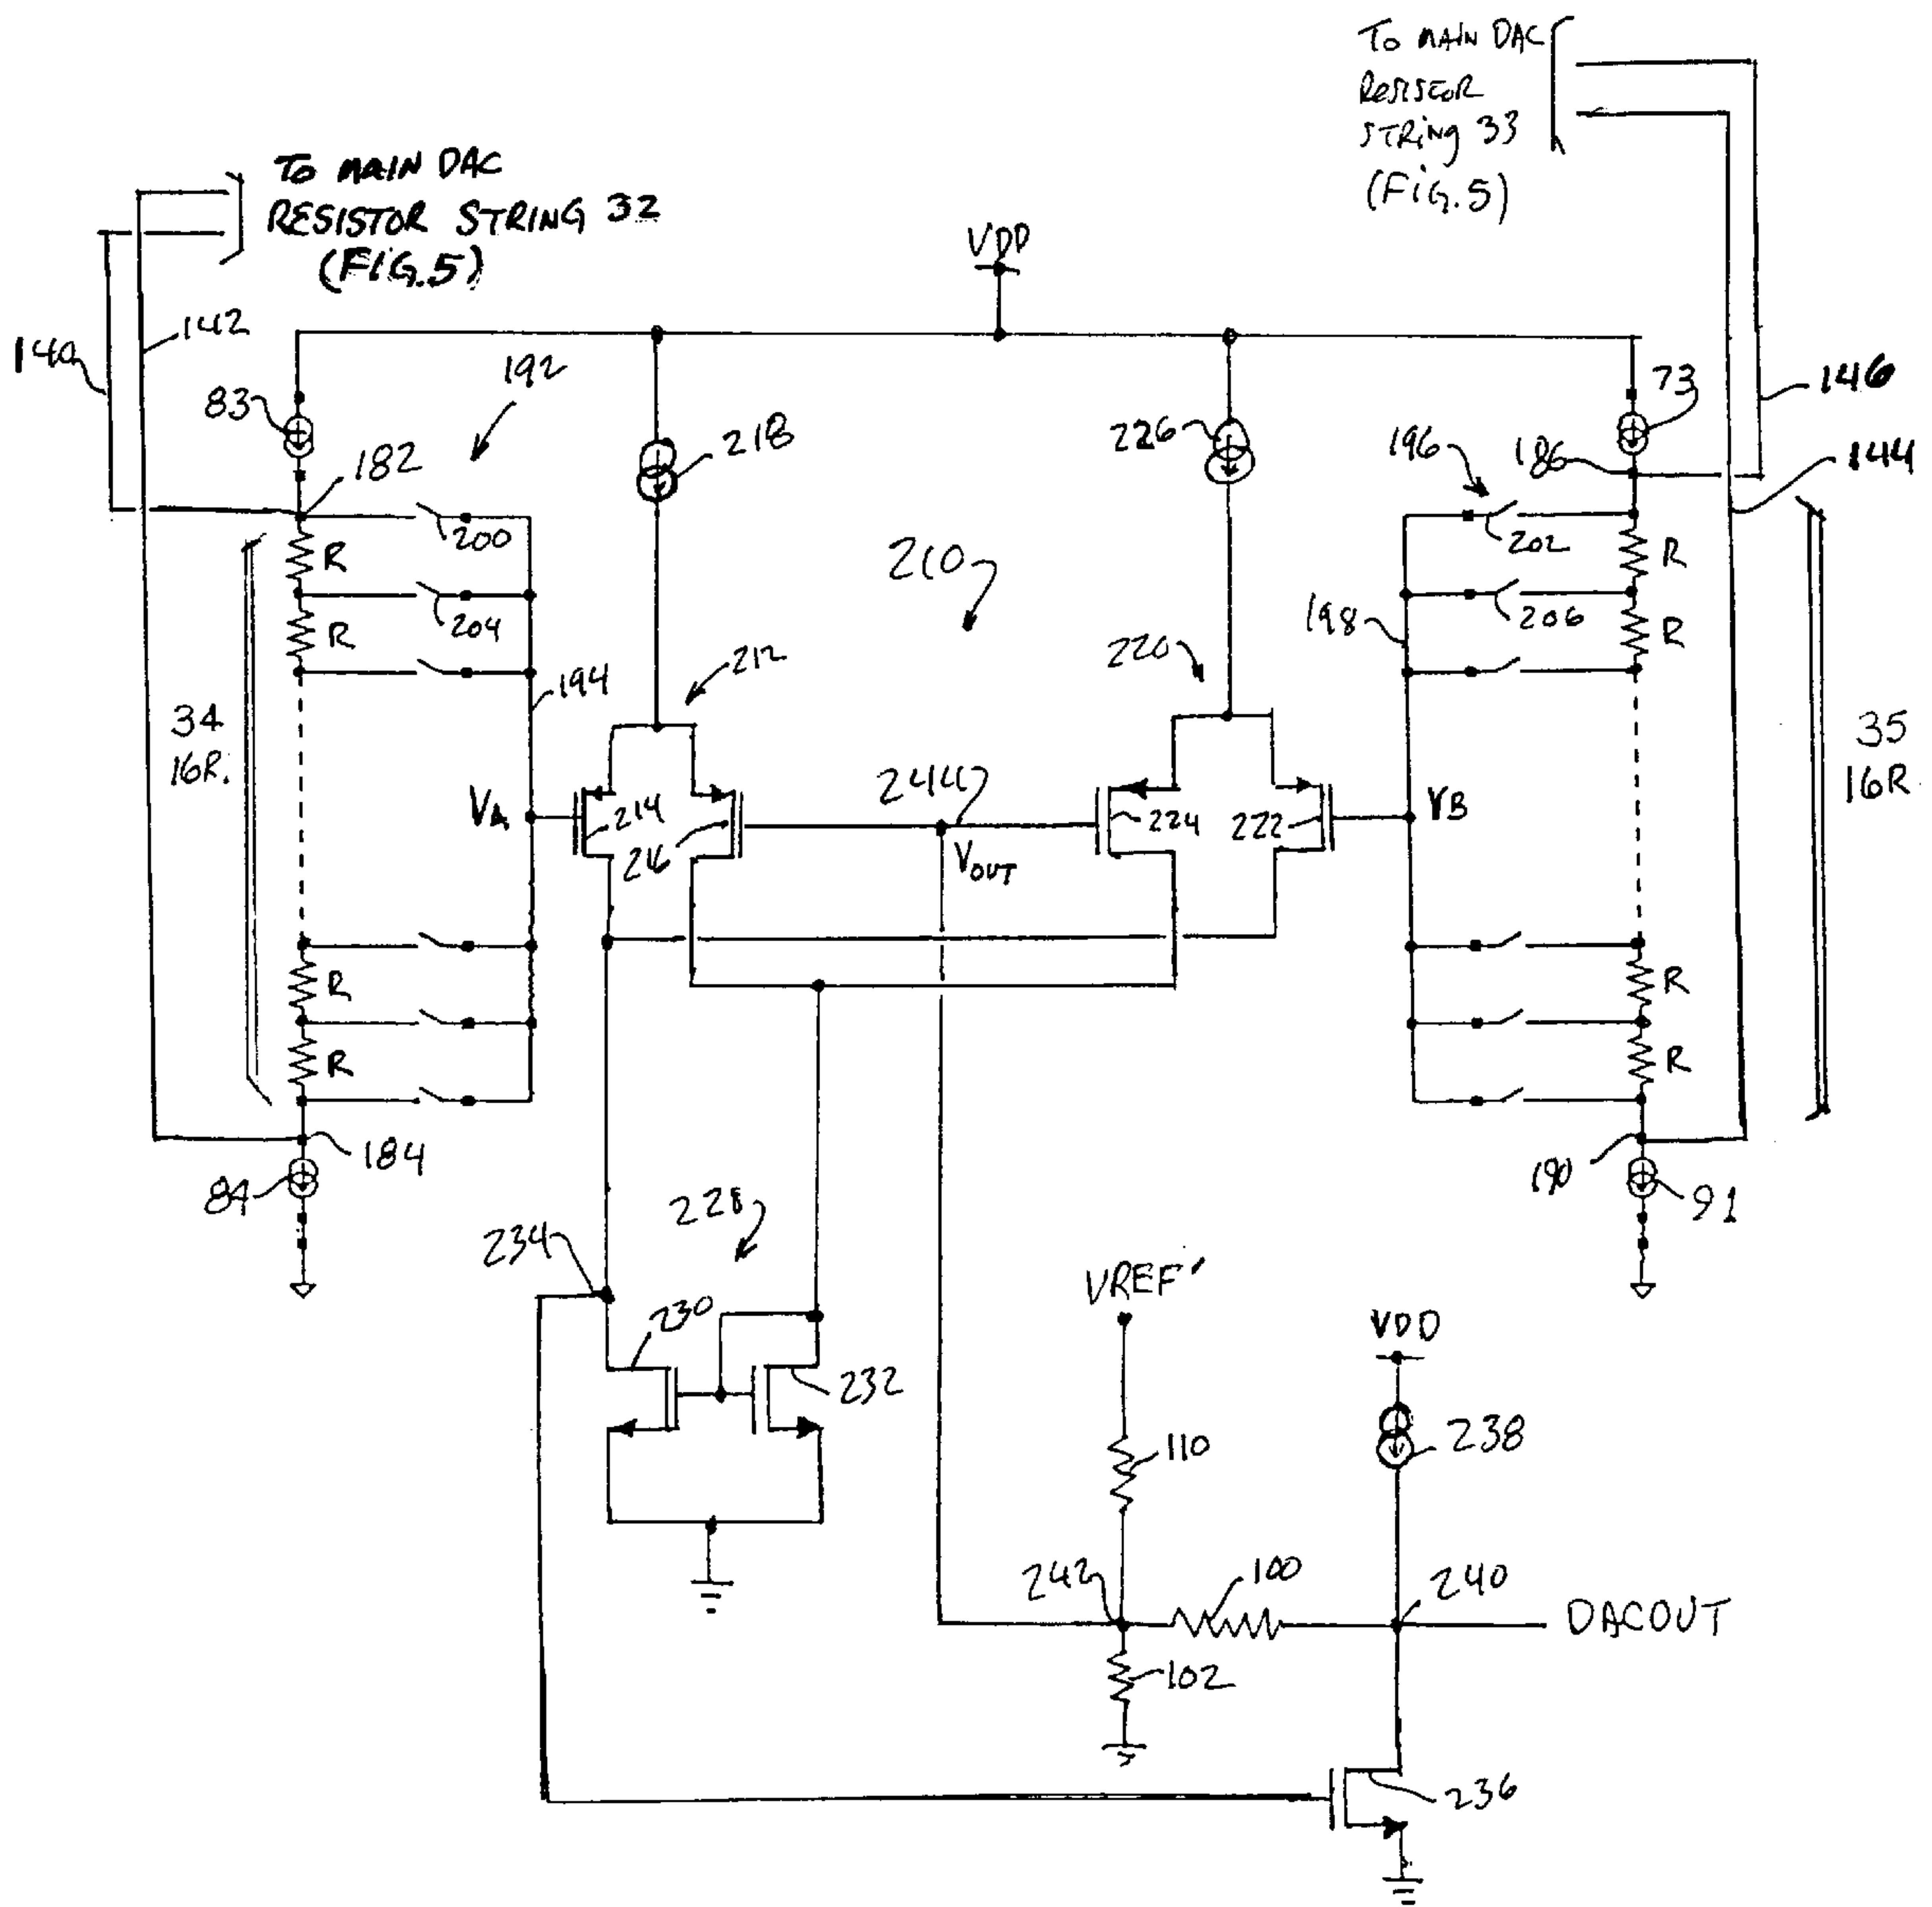 To MAIN DAC
RESISTOR
STRING 33
(FIG. 5)
To MAIN DAC
RESISTOR STRING 32
(FIG.5)
VDD
142
140
192
146
83
73
218
226
196
186
144
182
200
202
R
R
210
204
206
R
R
198
212
220
194
34
16R.
35
16R
VA
214
216
244
VOUT
224
222
VB
R
R
R
R
184
190
84
91
228
234
VREF'
230
VDD
232
110
238
242
100
240
DACOUT
102
236